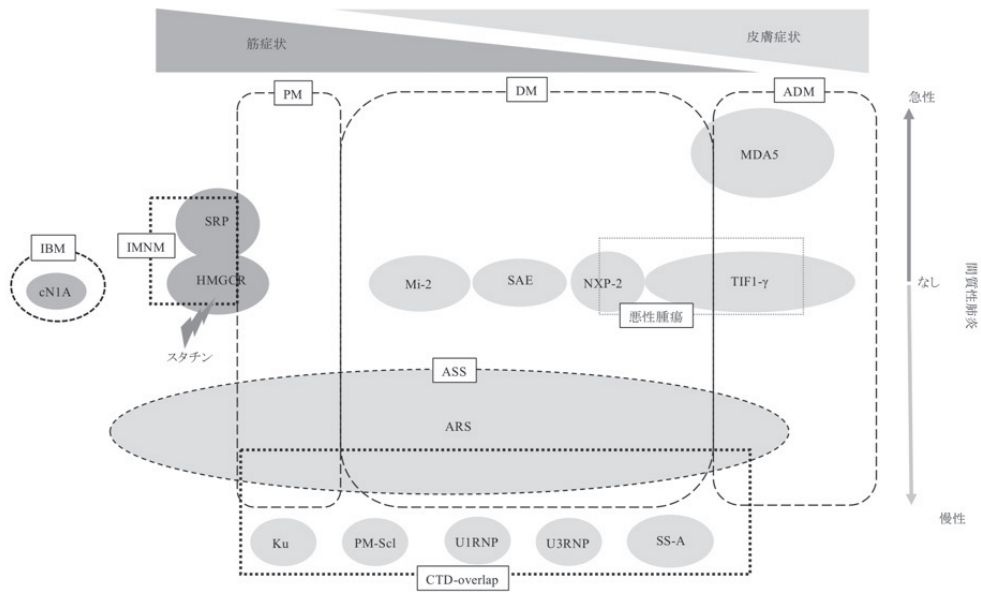 筋症状
皮膚症状
PM
DM
ADM
急性
MDA5
SRP
IBM
IMNM
cN1A
HMGCR
Mi-2
SAE
NXP-2
TIF1-γ
なし
間質性肺炎
悪性腫瘍
スタチン
ASS
ARS
慢性
Ku
PM-Scl
U1RNP
U3RNP
SS-A
CTD-overlap